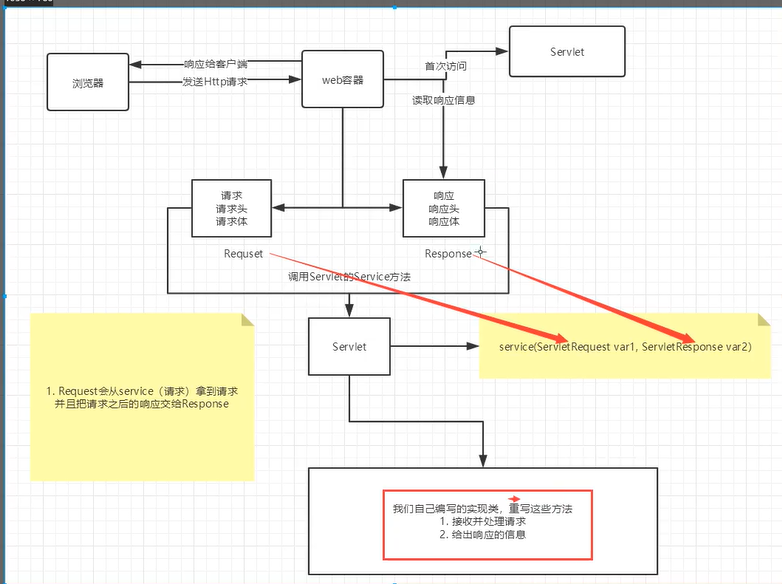 Servlet
响应给客户端
浏览器
web容器
首次访问
发送Http请求
读取响应信息
请求
请求头
请求体
响应
响应头
响应体
Requset
Response
调用Servlet的Service方法
Servlet
service(ServletRequest var1, ServletResponse var2)
1. Request会从service（请求）拿到请求
并且把请求之后的响应交给Response
我们自己编写的实现类，重写这些方法
1. 接收并处理请求
2. 给出响应的信息